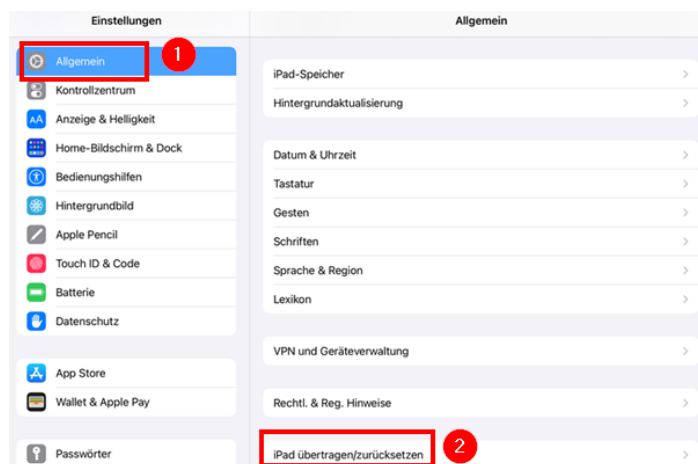 Einstellungen
Allgemein
1
Kontrollzentrum
AA Anzeige & Helligkeit
Home-Bildschirm & Dock
Bedienungshilfen
Hintergrundbild
Apple Pencil
Touch ID & Code
Batterie
Datenschutz
App Store
Wallet & Apple Pay
Passwörter
Allgemein
iPad-Speicher
Hintergrundaktualisierung
Datum & Uhrzeit
Tastatur
Gesten
Schriften
Sprache & Region
Lexikon
VPN und Geräteverwaltung
Rechtl. & Reg. Hinweise
iPad übertragen/zurücksetzen
2